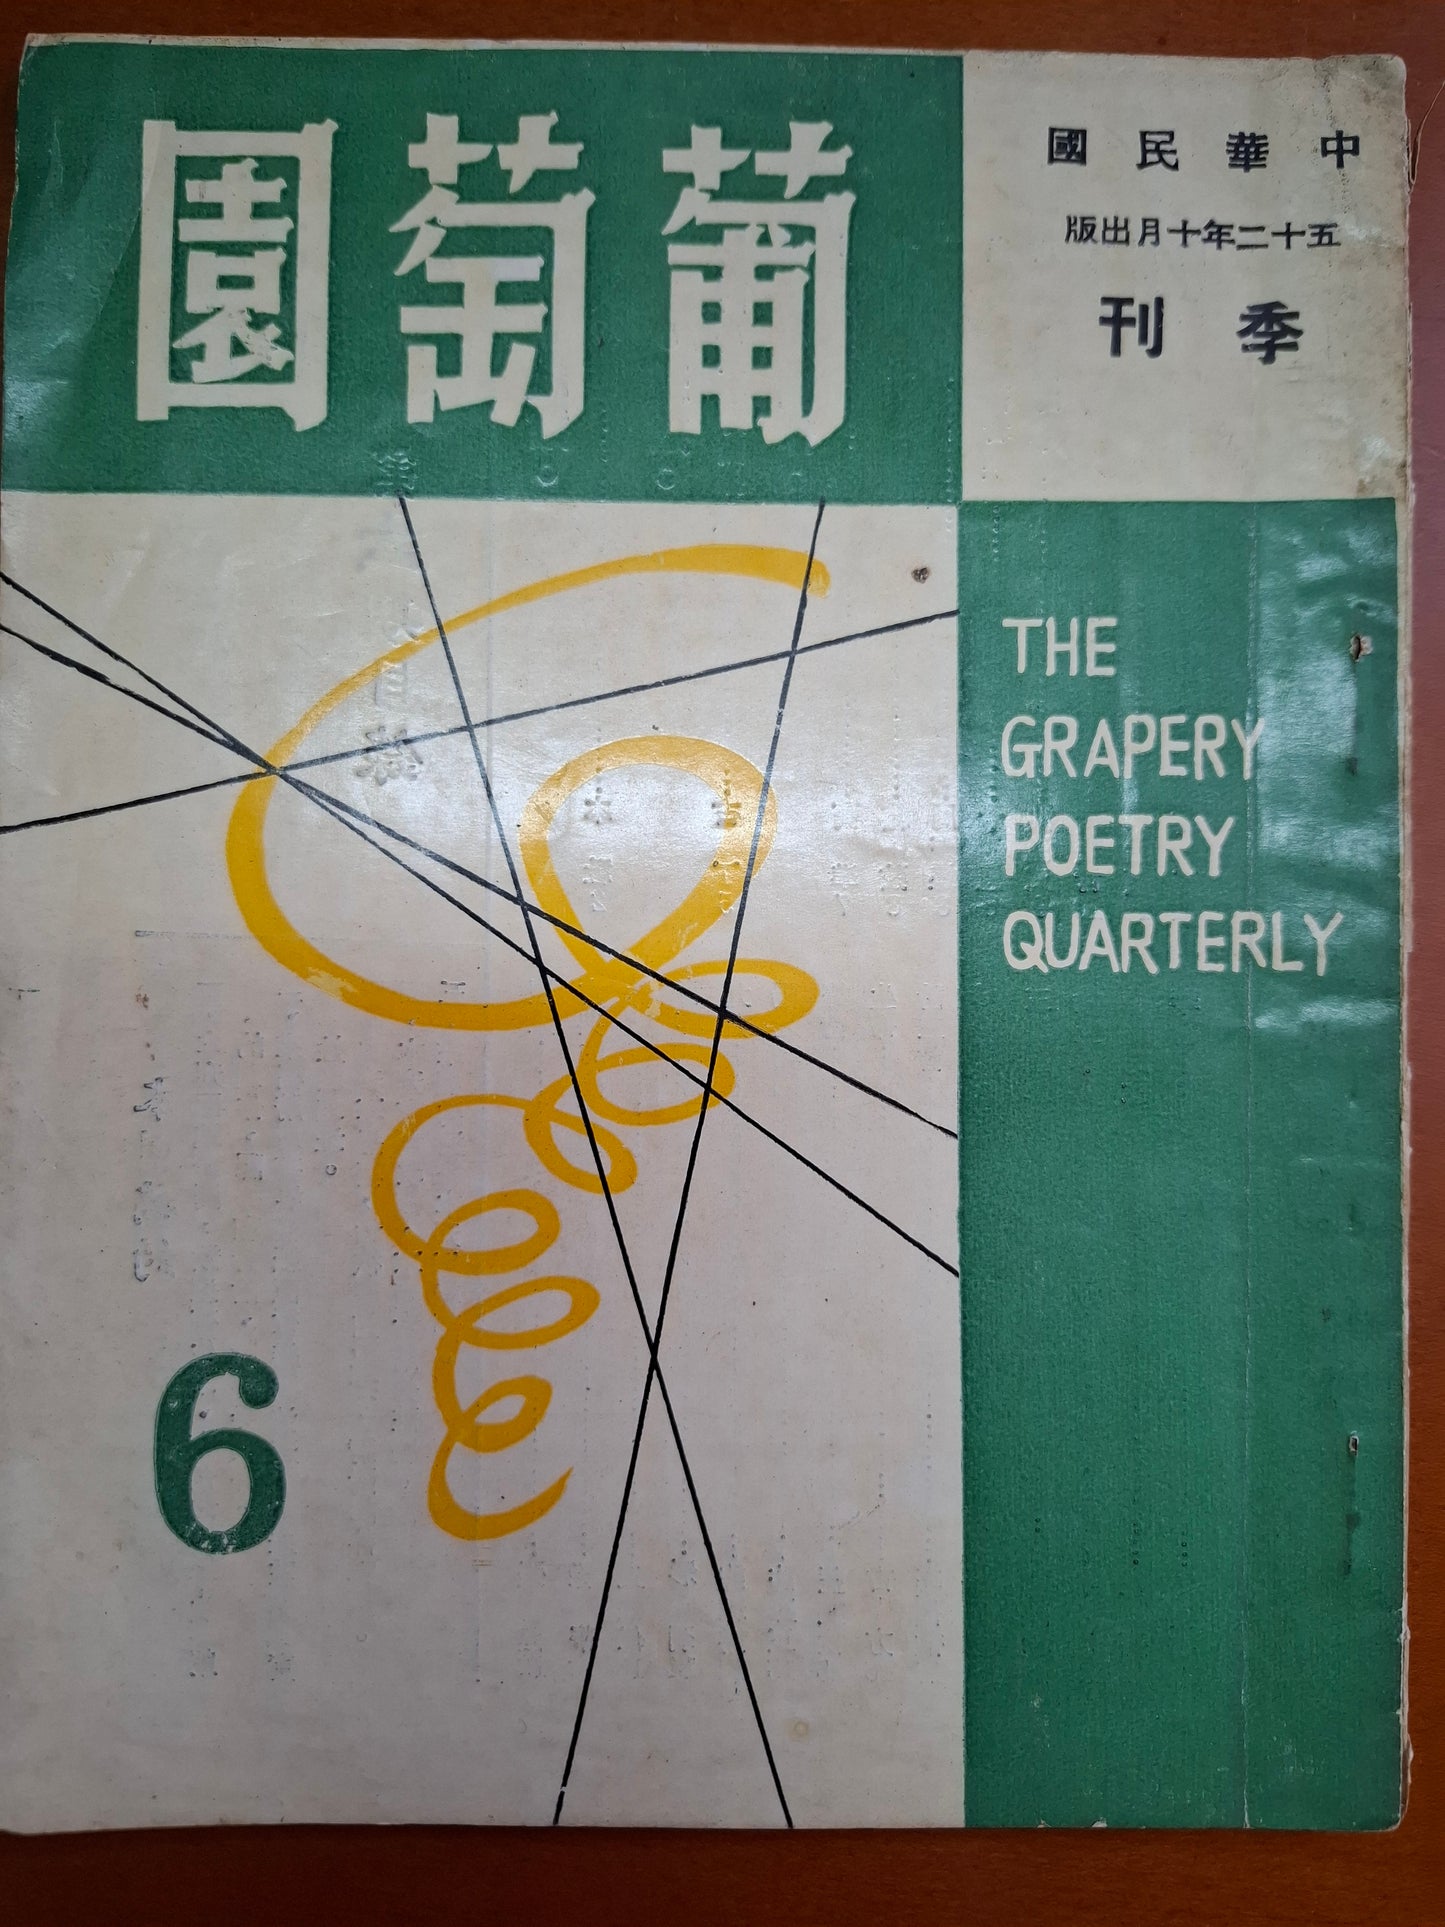 葡萄園
中華民國
五十二年十月出版
季刊
THE
GRAPERY
POETRY
QUARTERLY
6